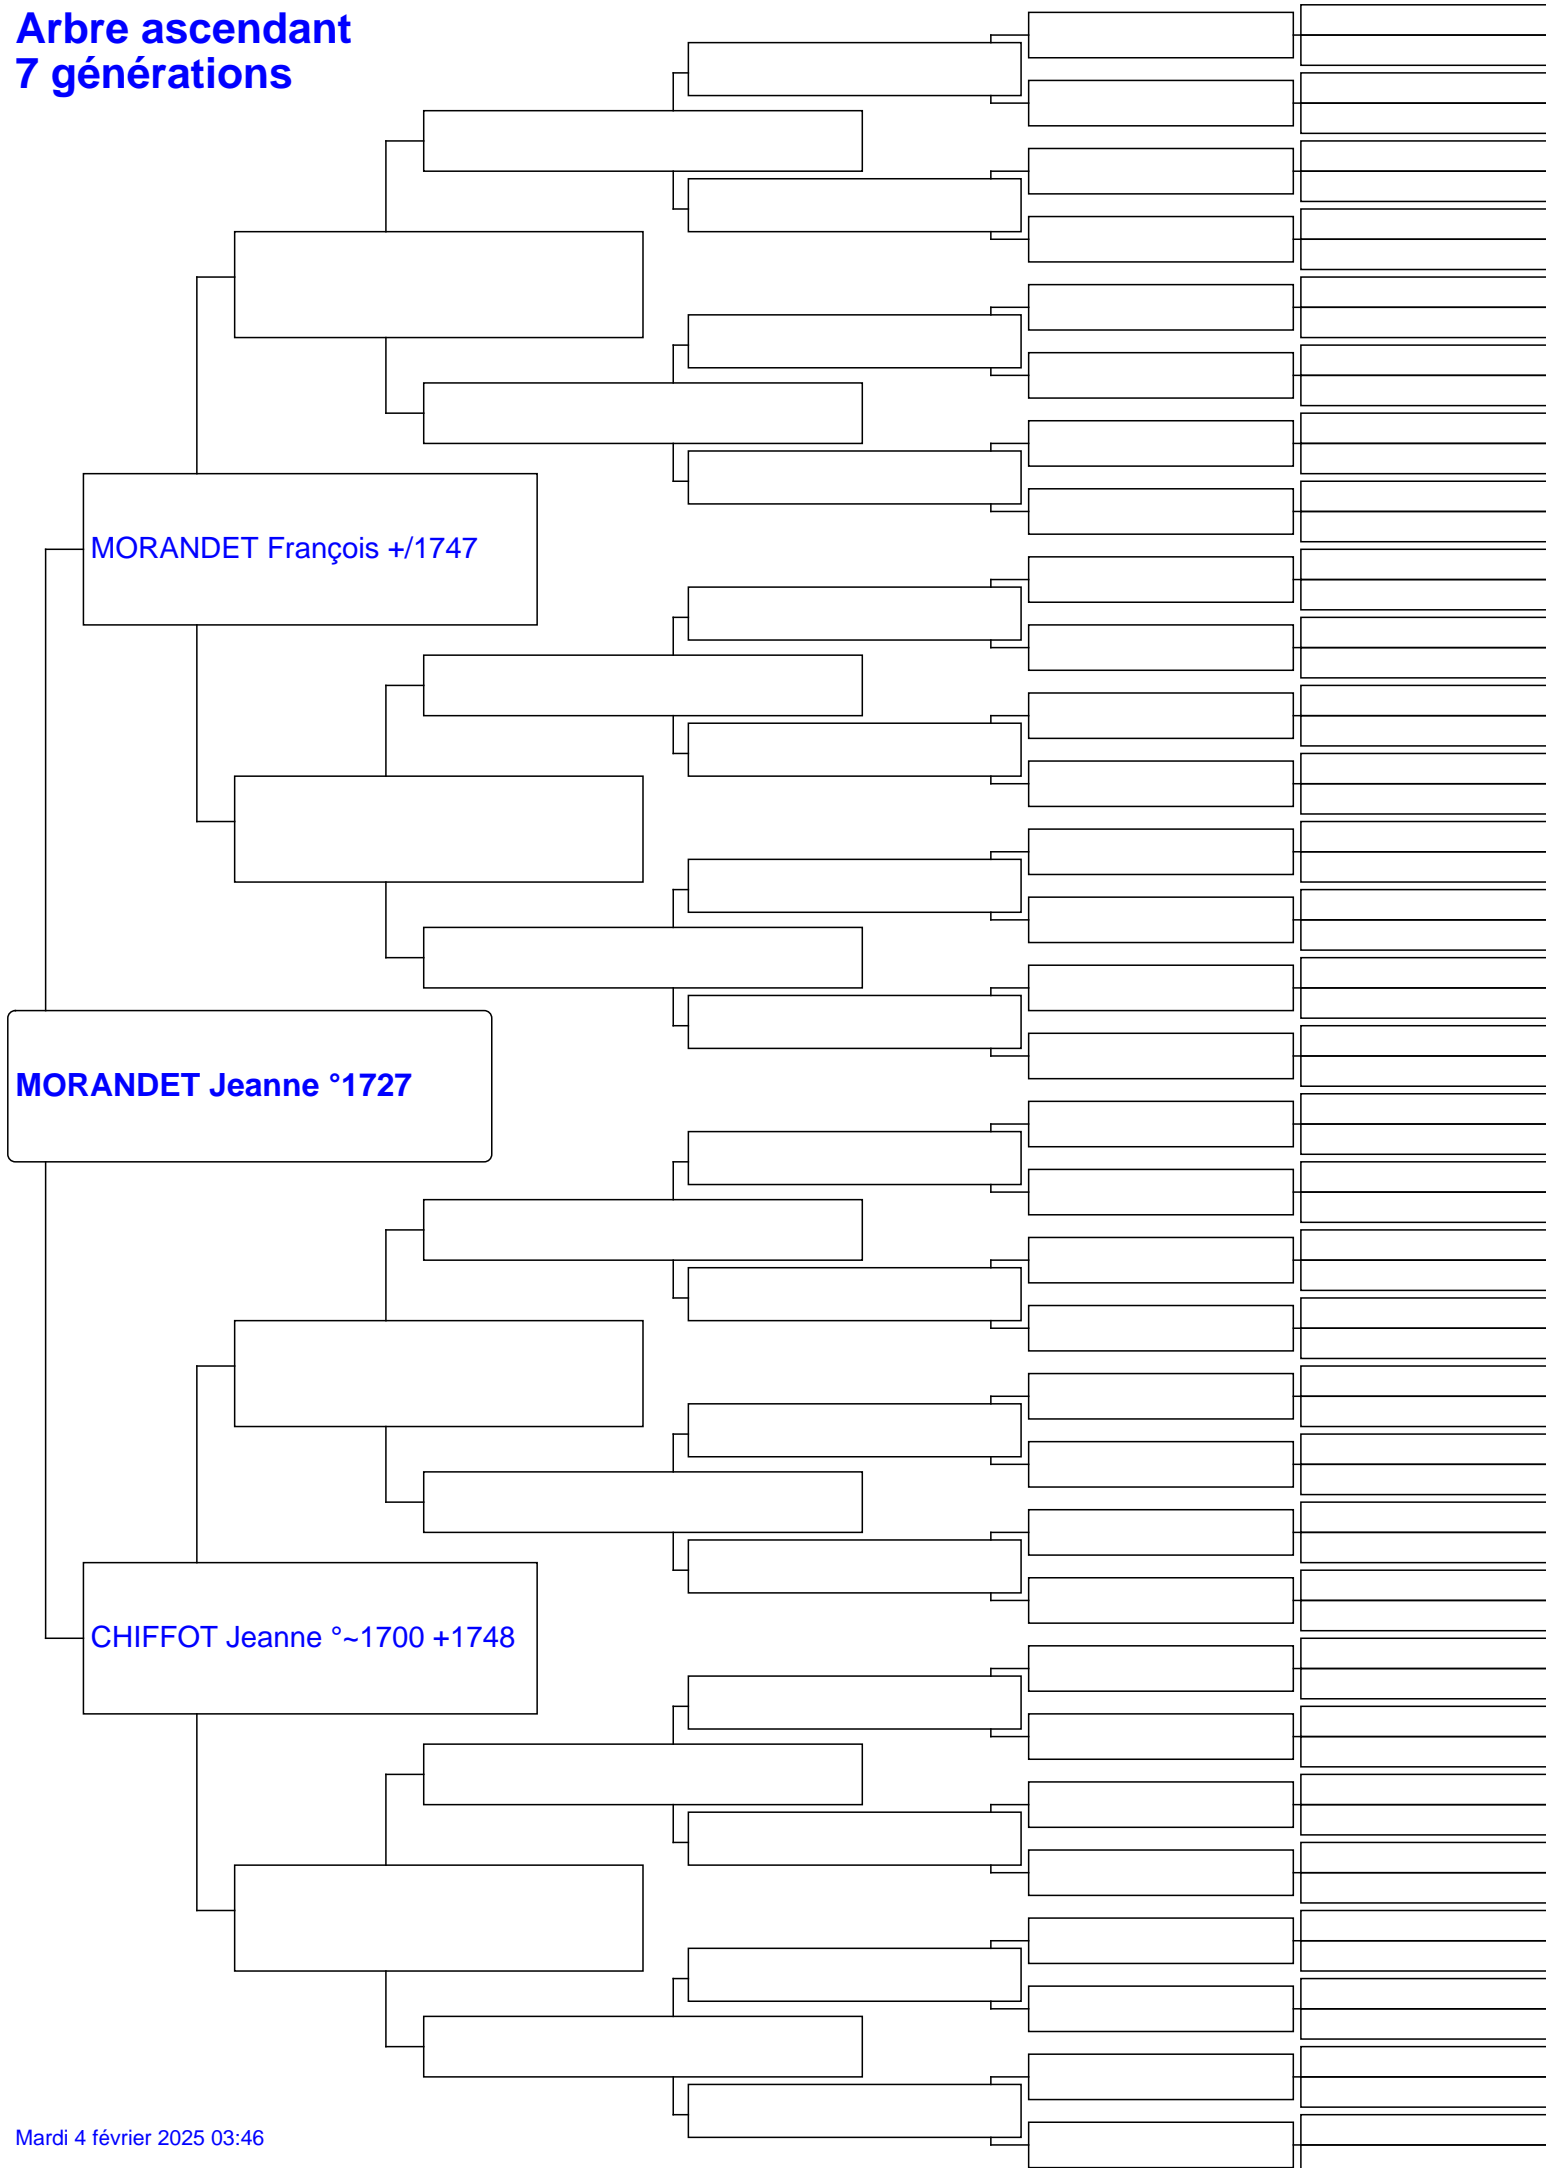 Arbre ascendant
7 générations
MORANDET François +/1747
MORANDET Jeanne °1727
CHIFFOT Jeanne °~1700 +1748
Mardi 4 février 2025 03:46